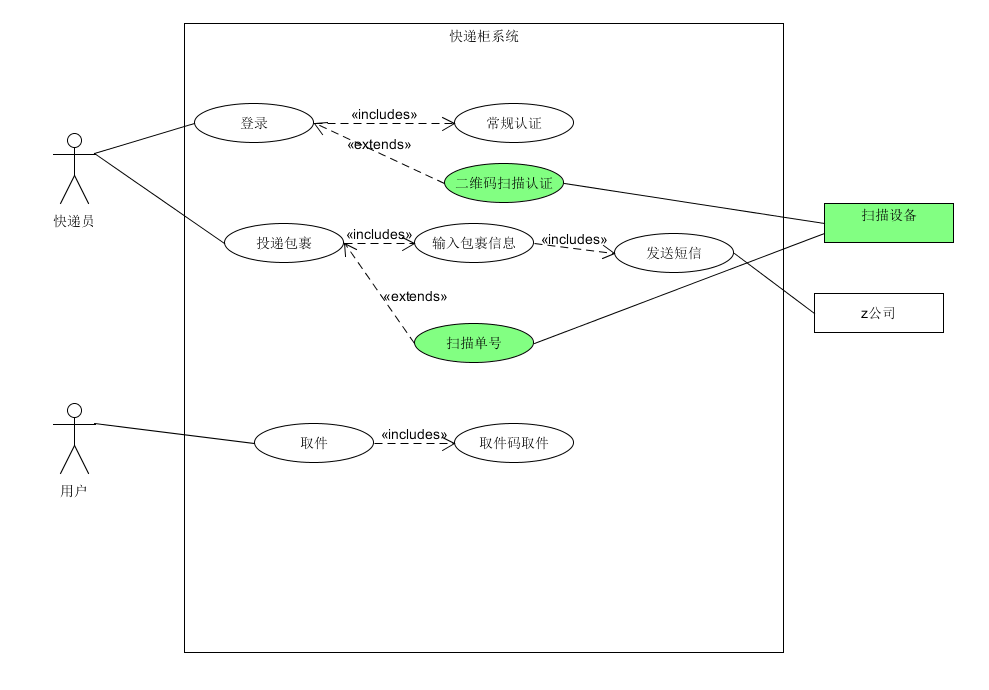 快递柜系统
«includes»
登录
常规认证
«extends»
二维码扫描认证
快递员
扫描设备
«includes»
«includes»
投递包裹
输入包裹信息
发送短信
«extends»
z公司
扫描单号
«includes»
取件
取件码取件
用户